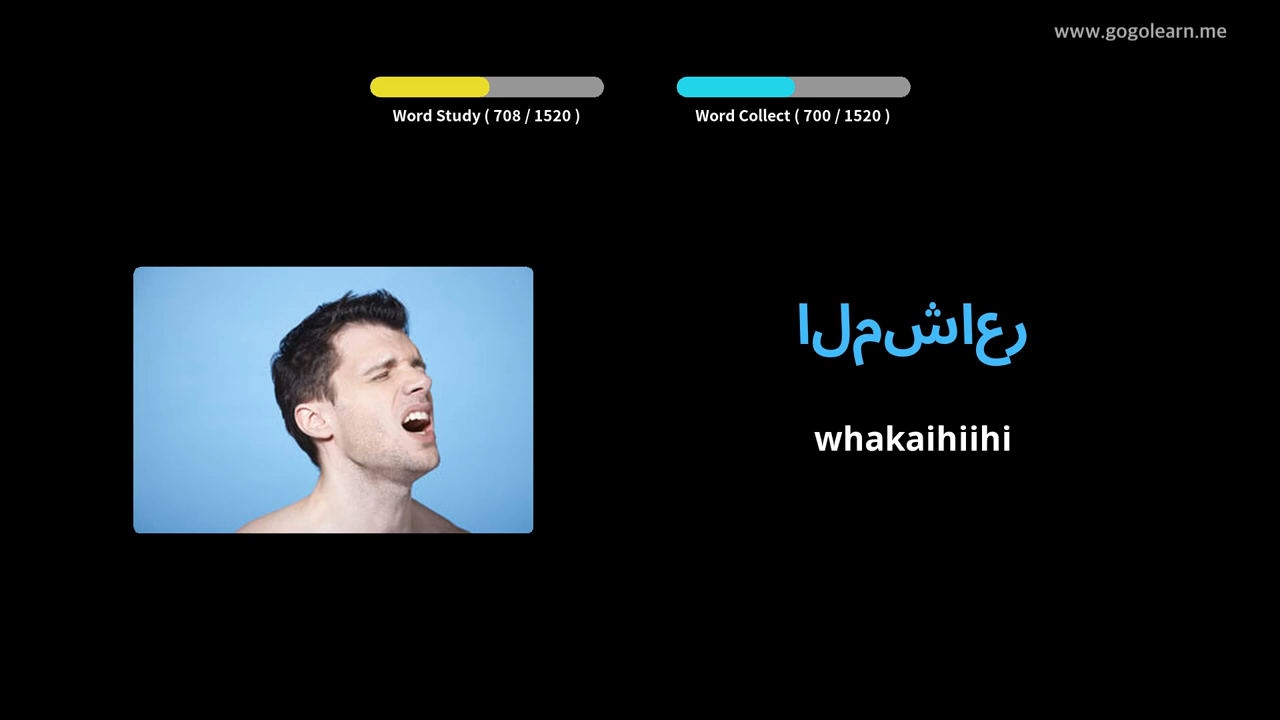 www.gogolearn.me
Word Study ( 708 / 1520 )
Word Collect ( 700 / 1520 )
المشاعر
whakaihiihi